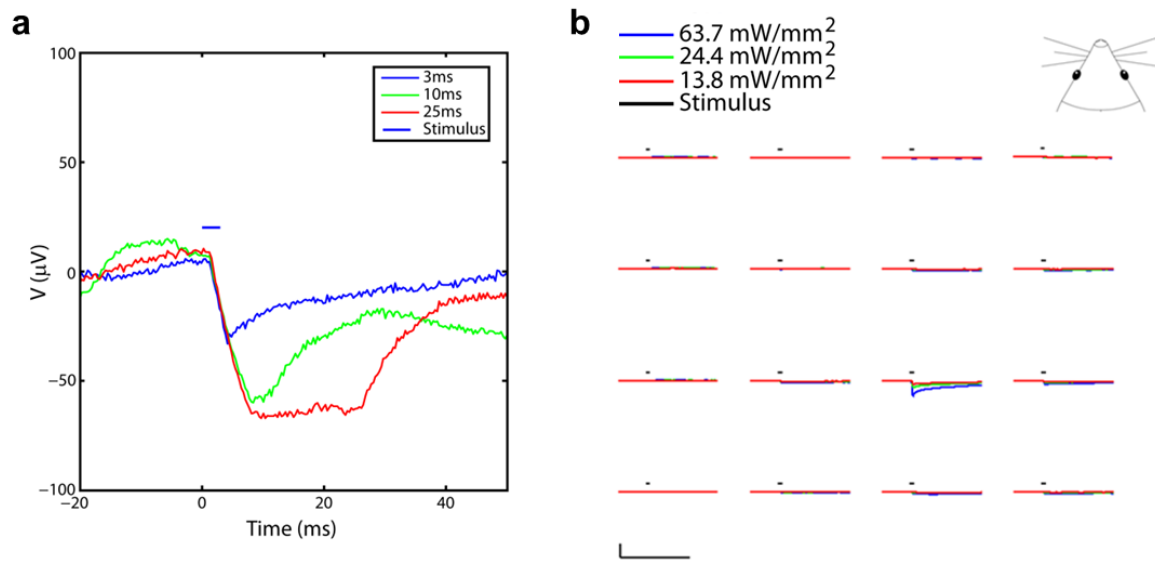 a
100
50
0
−50
−100
V (μV)
3ms
10ms
25ms
Stimulus
−20
0
20
40
Time (ms)
b
63.7 mW/mm²
24.4 mW/mm²
13.8 mW/mm²
Stimulus